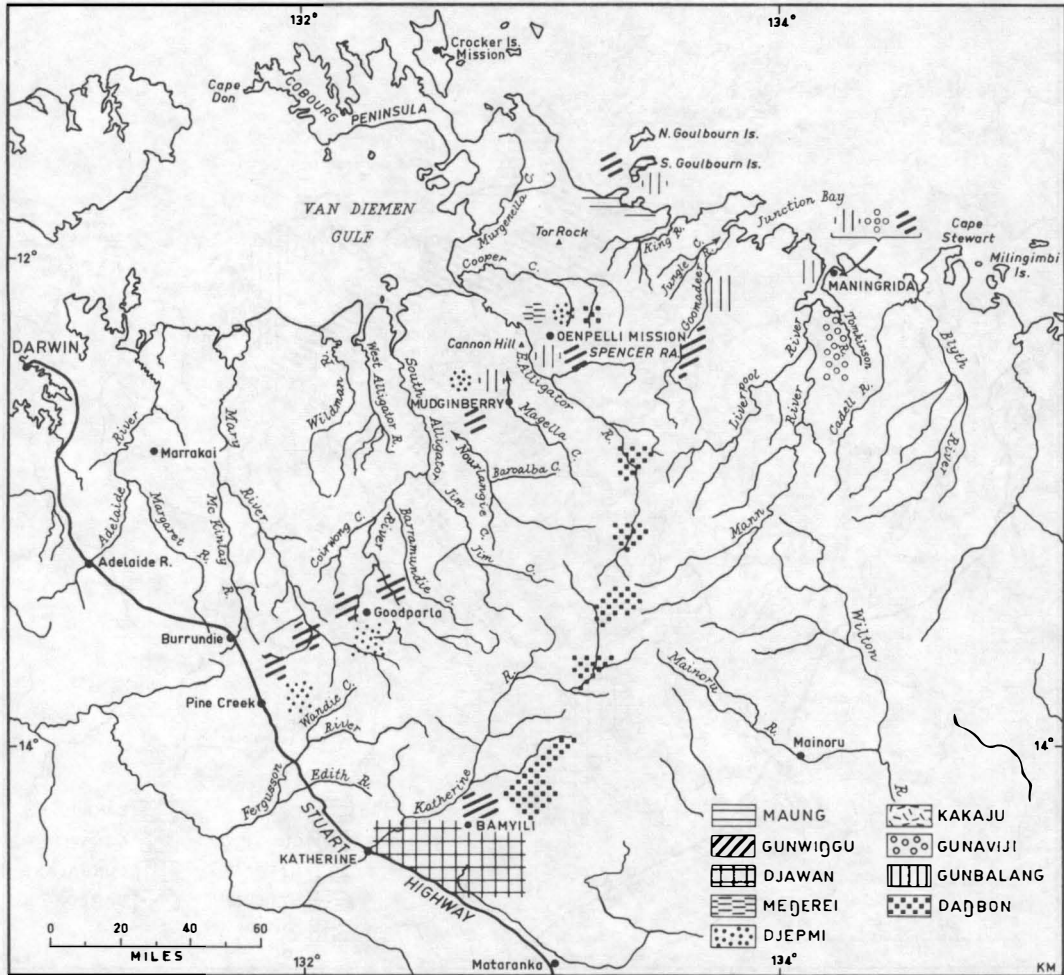 132° 134°
Crocker Is. Mission
Cape Don
COBOURG PENINSULA
N. Goulbourn Is.
S. Goulbourn Is.
VAN DIEMEN GULF
Murgenella C.
Junction Bay
Cape Stewart
Milingimbi Is.
12°
12°
Tor Rock
King R.
Jungle C.
Goomadeer R.
Cooper C.
MANINGRIDA
DARWIN
OENPELLI MISSION
Cannon Hill
SPENCER RA.
E. Alligator R.
Wildman R.
West Alligator R.
South Alligator River
MUDGINBERRY
Magella C.
Liverpool River
Tomkinson
Cadell R.
Blyth River
Marrakai
Adelaide River
Mary River
Nourlangie C.
Baroalba C.
Margaret R.
Mc Kinlay R.
Jim Jim C.
Mann River
Cairwong C.
Barramundie C.
Adelaide R.
Goodparla
Burrundie
Wilton R.
Pine Creek
Wandie C.
Mainoru R.
14°
14°
Mainoru
Fergusson River
Edith R.
Katherine R.
BAMYILI
KATHERINE
STUART HIGHWAY
Mataranka
MAUNG
GUNWIŊGU
DJAWAN
MEŊEREI
DJEPMI
KAKAJU
GUNAVIJI
GUNBALANG
DAŊBON
0 20 40 60
MILES
132° 134°
KM